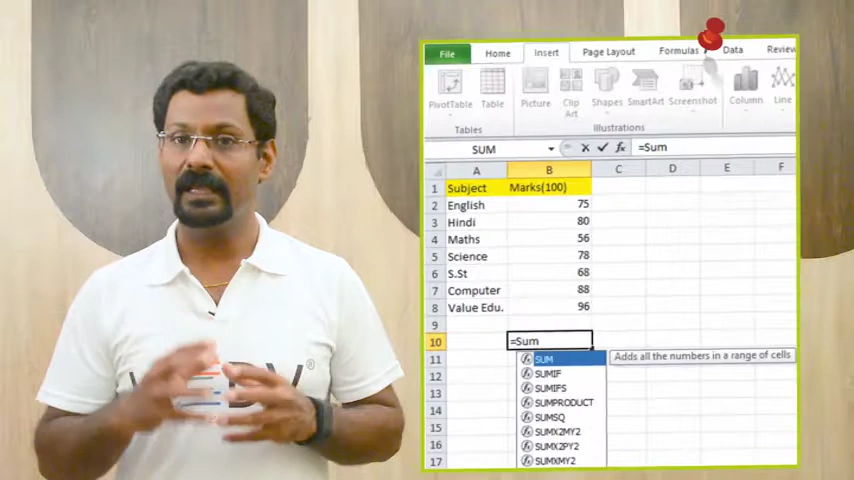 File Home Insert Page Layout Formulas Data Review
PivotTable Table Picture Clip Art Shapes SmartArt Screenshot Column Line
Tables Illustrations
SUM =Sum
A B C D E F
1 Subject Marks(100)
2 English 75
3 Hindi 80
4 Maths 56
5 Science 78
6 S.St 68
7 Computer 88
8 Value Edu. 96
9
10 =Sum
11 SUM Adds all the numbers in a range of cells
12 SUMIF
13 SUMIFS
14 SUMPRODUCT
SUMSQ
15 SUMX2MY2
16 SUMX2PY2
17 SUMXMY2
®